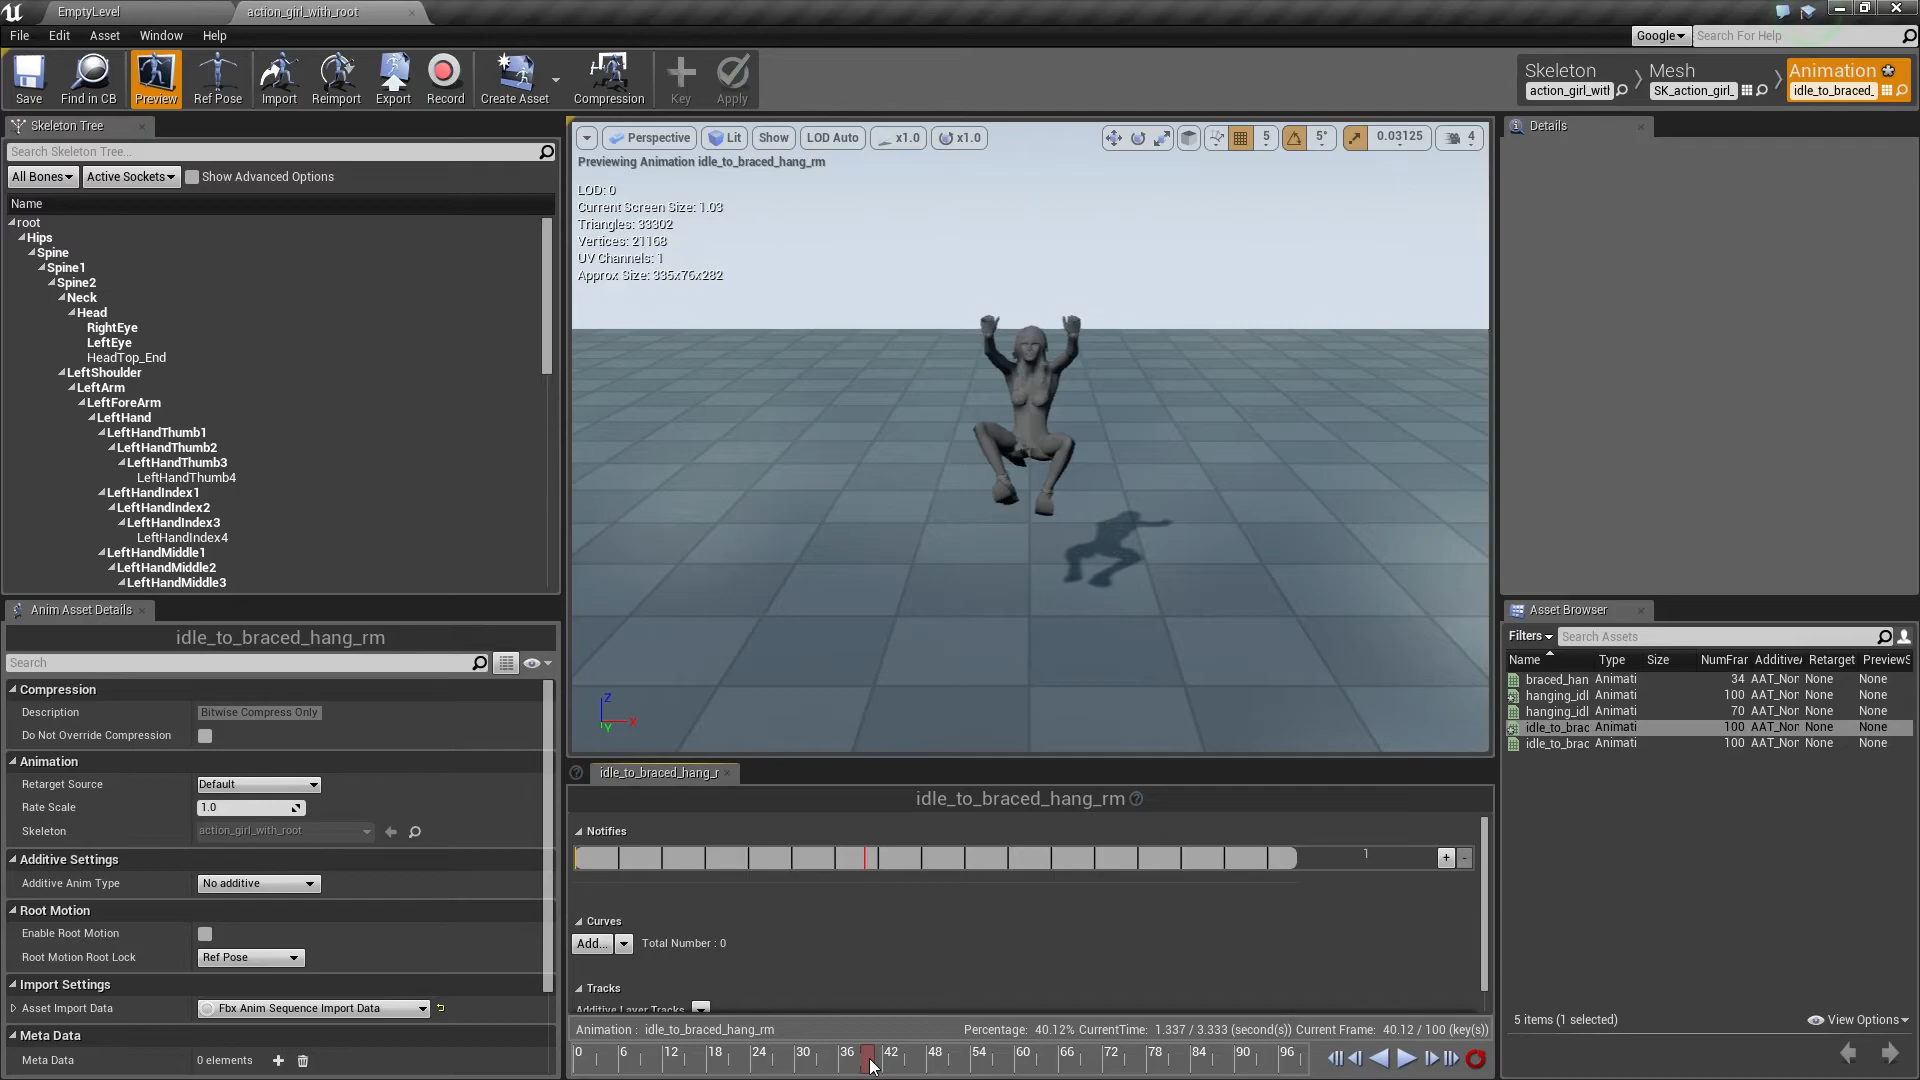 EmptyLevel
action_girl_with_root
File Edit Asset Window Help
Google
Search For Help
Save
Find in CB
Preview
Ref Pose
Import
Reimport
Export
Record
Create Asset
Compression
Key
Apply
Skeleton
action_girl_witl
Mesh
SK_action_girl_
Animation
idle_to_braced_
Skeleton Tree
Search Skeleton Tree...
All Bones
Active Sockets
Show Advanced Options
Name
root
Hips
Spine
Spine1
Spine2
Neck
Head
RightEye
LeftEye
HeadTop_End
LeftShoulder
LeftArm
LeftForeArm
LeftHand
LeftHandThumb1
LeftHandThumb2
LeftHandThumb3
LeftHandThumb4
LeftHandIndex1
LeftHandIndex2
LeftHandIndex3
LeftHandIndex4
LeftHandMiddle1
LeftHandMiddle2
LeftHandMiddle3
Perspective
Lit
Show
LOD Auto
x1.0
x1.0
5
5°
0.03125
4
Previewing Animation idle_to_braced_hang_rm
LOD: 0
Current Screen Size: 1.03
Triangles: 33302
Vertices: 21168
UV Channels: 1
Approx Size: 335x76x282
Z
X
Y
Details
Anim Asset Details
idle_to_braced_hang_rm
Search
Compression
Description Bitwise Compress Only
Do Not Override Compression
Animation
Retarget Source Default
Rate Scale 1.0
Skeleton action_girl_with_root
Additive Settings
Additive Anim Type No additive
Root Motion
Enable Root Motion
Root Motion Root Lock Ref Pose
Import Settings
Asset Import Data Fbx Anim Sequence Import Data
Meta Data
Meta Data 0 elements
idle_to_braced_hang_r
idle_to_braced_hang_rm
Notifies
1
Curves
Add...
Total Number : 0
Tracks
Additive Layer Tracks
Animation : idle_to_braced_hang_rm
Percentage: 40.12% CurrentTime: 1.337 / 3.333 (second(s)) Current Frame: 40.12 / 100 (key(s))
0 6 12 18 24 30 36 42 48 54 60 66 72 78 84 90 96
Asset Browser
Filters
Search Assets
Name Type Size NumFrar Additive Retarget PreviewS
braced_han Animati 34 AAT_Nor None None
hanging_idl Animati 100 AAT_Nor None None
hanging_idl Animati 70 AAT_Nor None None
idle_to_brac Animati 100 AAT_Nor None None
idle_to_brac Animati 100 AAT_Nor None None
5 items (1 selected)
View Options